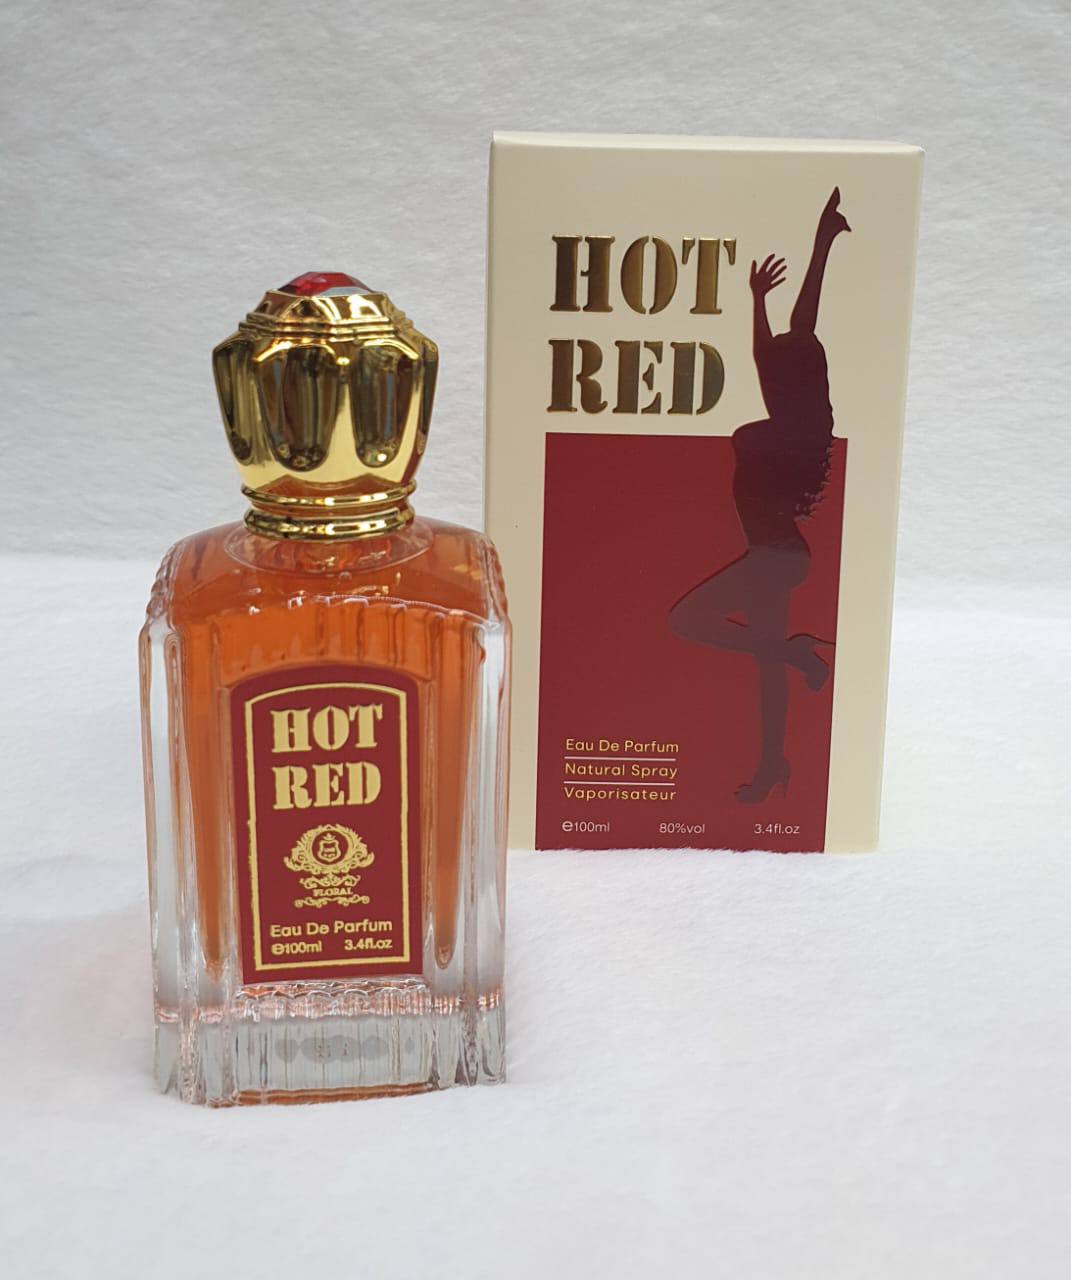 HOT
RED
Eau De Parfum
Natural Spray
Vaporisateur
℮100ml 80%vol 3.4fl.oz
HOT
RED
FLORAL
Eau De Parfum
℮100ml 3.4fl.oz